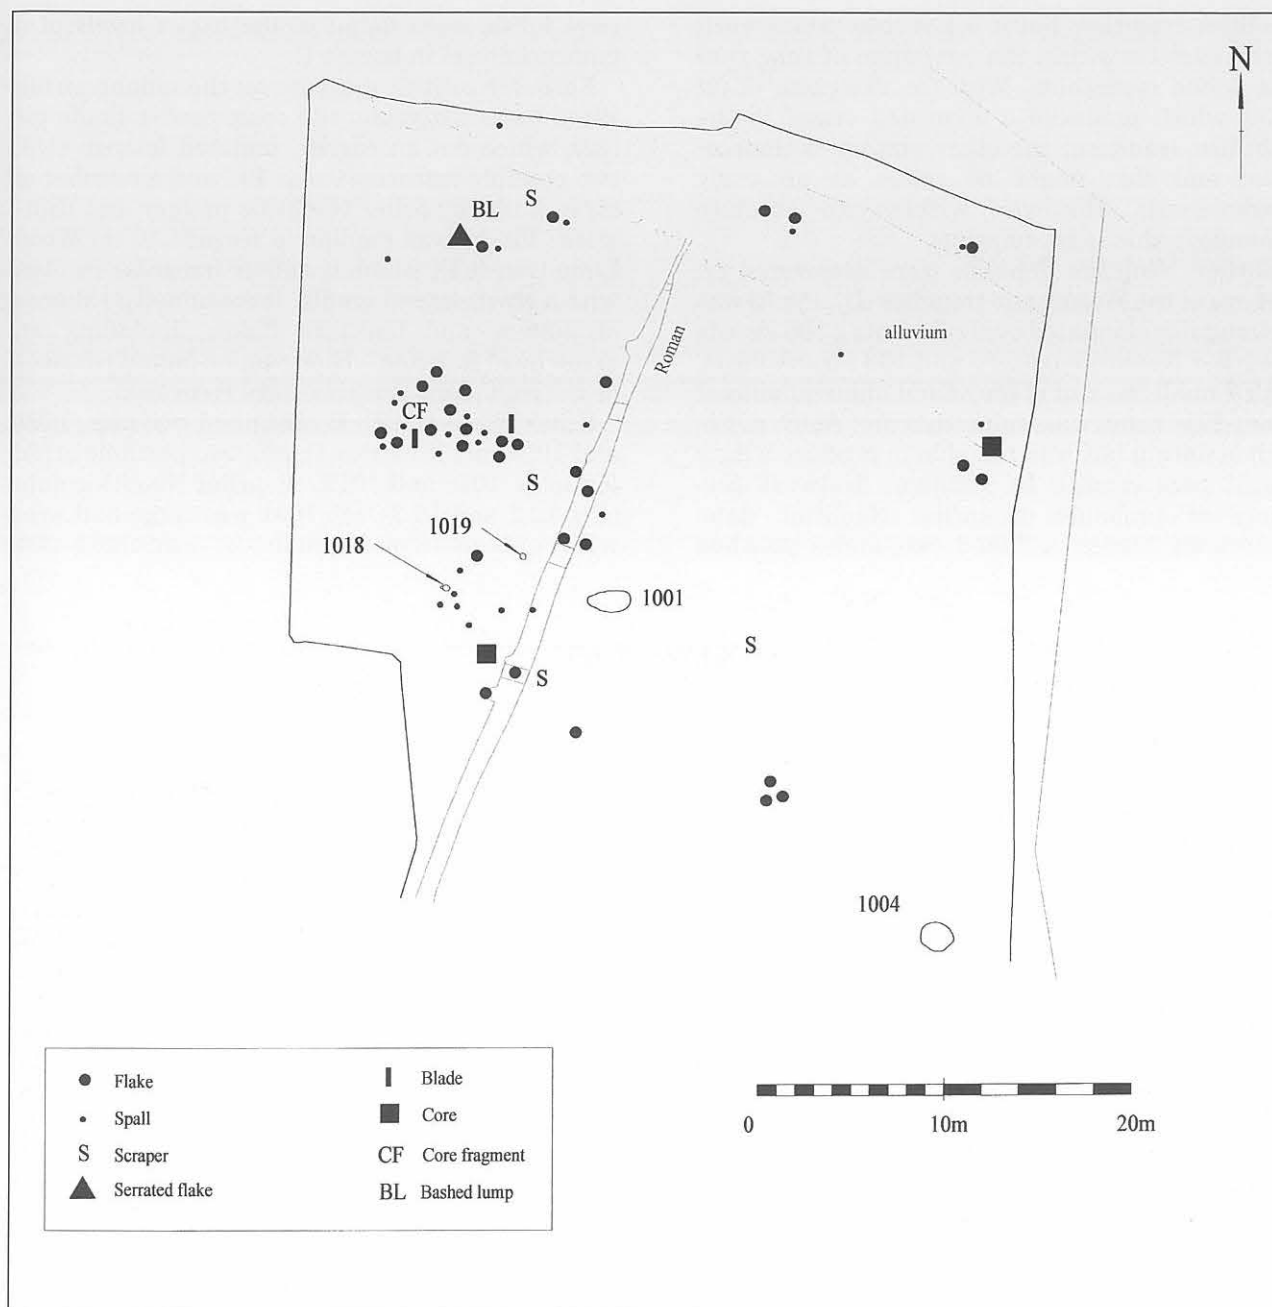 N
S
BL
Roman
alluvium
CF
S
1019
1018
1001
S
S
1004
Flake
Blade
Spall
Core
S Scraper
CF Core fragment
Serrated flake
BL Bashed lump
0 10m 20m